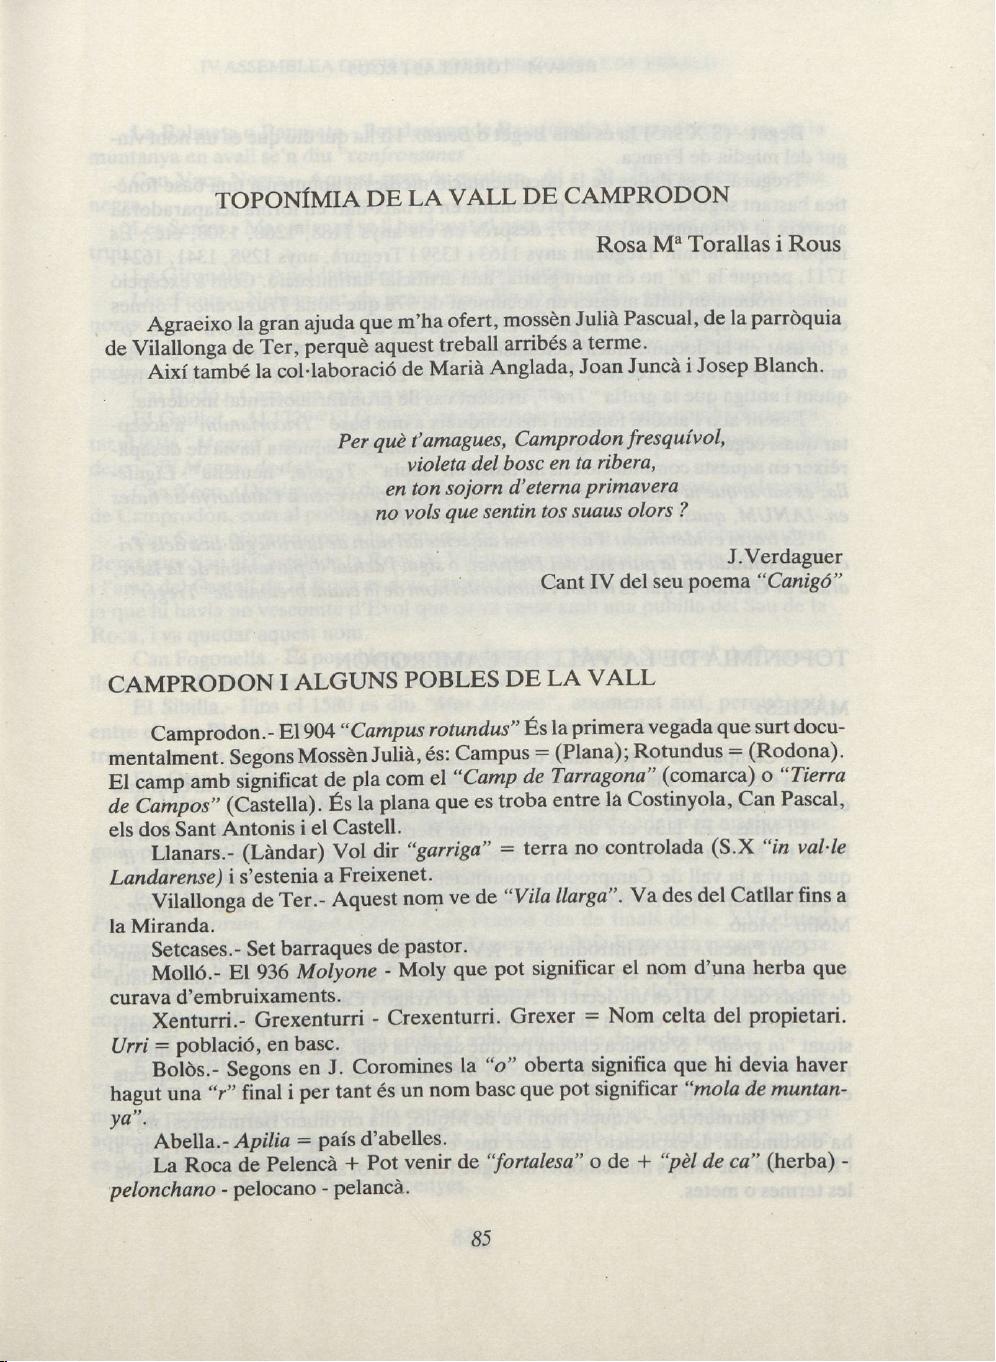 TOPONÍMIA DE LA VALL DE CAMPRODON
Rosa Mª Torallas i Rous
Agraeixo la gran ajuda que m'ha ofert, mossèn Julià Pascual, de la parròquia
de Vilallonga de Ter, perquè aquest treball arribés a terme.
Així també la col·laboració de Marià Anglada, Joan Juncà i Josep Blanch.
Per què t'amagues, Camprodon fresquívol,
violeta del bosc en ta ribera,
en ton sojorn d'eterna primavera
no vols que sentin tos suaus olors ?
J.Verdaguer
Cant IV del seu poema "Canigó"
CAMPRODON I ALGUNS POBLES DE LA VALL
Camprodon.- El 904 "Campus rotundus" És la primera vegada que surt docu-
mentalment. Segons Mossèn Julià, és: Campus = (Plana); Rotundus = (Rodona).
El camp amb significat de pla com el "Camp de Tarragona" (comarca) o "Tierra
de Campos" (Castella). És la plana que es troba entre la Costinyola, Can Pascal,
els dos Sant Antonis i el Castell.
Llanars.- (Làndar) Vol dir "garriga" = terra no controlada (S.X "in val·le
Landarense) i s'estenia a Freixenet.
Vilallonga de Ter.- Aquest nom ve de "Vila llarga". Va des del Catllar fins a
la Miranda.
Setcases.- Set barraques de pastor.
Molló.- El 936 Molyone - Moly que pot significar el nom d'una herba que
curava d'embruixaments.
Xenturri.- Grexenturri - Crexenturri. Grexer = Nom celta del propietari.
Urri = població, en basc.
Bolòs.- Segons en J. Coromines la "o" oberta significa que hi devia haver
hagut una "r" final i per tant és un nom basc que pot significar "mola de muntan-
ya".
Abella.- Apilia = país d'abelles.
La Roca de Pelencà + Pot venir de "fortalesa" o de + "pèl de ca" (herba) -
pelonchano - pelocano - pelancà.
85